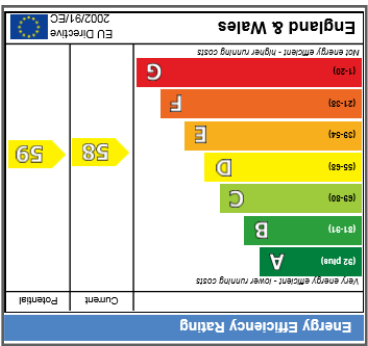 Energy Efficiency Rating
Current Potential
Very energy efficient - lower running costs
(92 plus) A
(81-91) B
(69-80) C
(55-68) D
(39-54) E
(21-38) F
(1-20) G
Not energy efficient - higher running costs
58 59
England & Wales
EU Directive
2002/91/EC